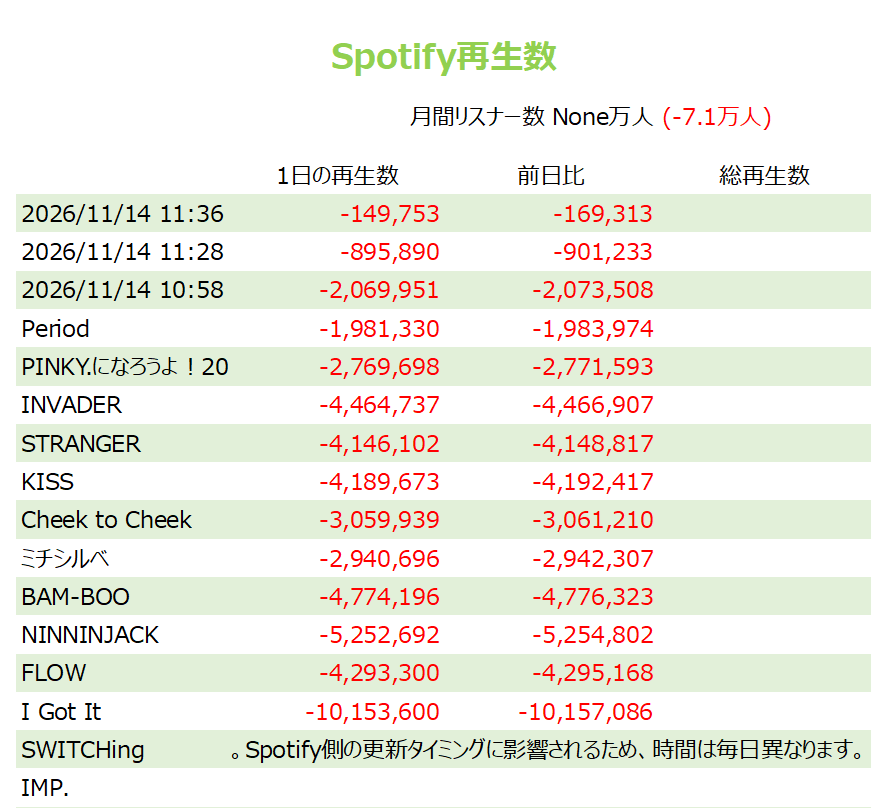 Spotify再生数
月間リスナー数 None万人 (-7.1万人)
1日の再生数 前日比 総再生数
2026/11/14 11:36 -149,753 -169,313
2026/11/14 11:28 -895,890 -901,233
2026/11/14 10:58 -2,069,951 -2,073,508
Period -1,981,330 -1,983,974
PINKY.になろうよ！20 -2,769,698 -2,771,593
INVADER -4,464,737 -4,466,907
STRANGER -4,146,102 -4,148,817
KISS -4,189,673 -4,192,417
Cheek to Cheek -3,059,939 -3,061,210
ミチシルベ -2,940,696 -2,942,307
BAM-BOO -4,774,196 -4,776,323
NINNINJACK -5,252,692 -5,254,802
FLOW -4,293,300 -4,295,168
I Got It -10,153,600 -10,157,086
SWITCHing 。Spotify側の更新タイミングに影響されるため、時間は毎日異なります。
IMP.